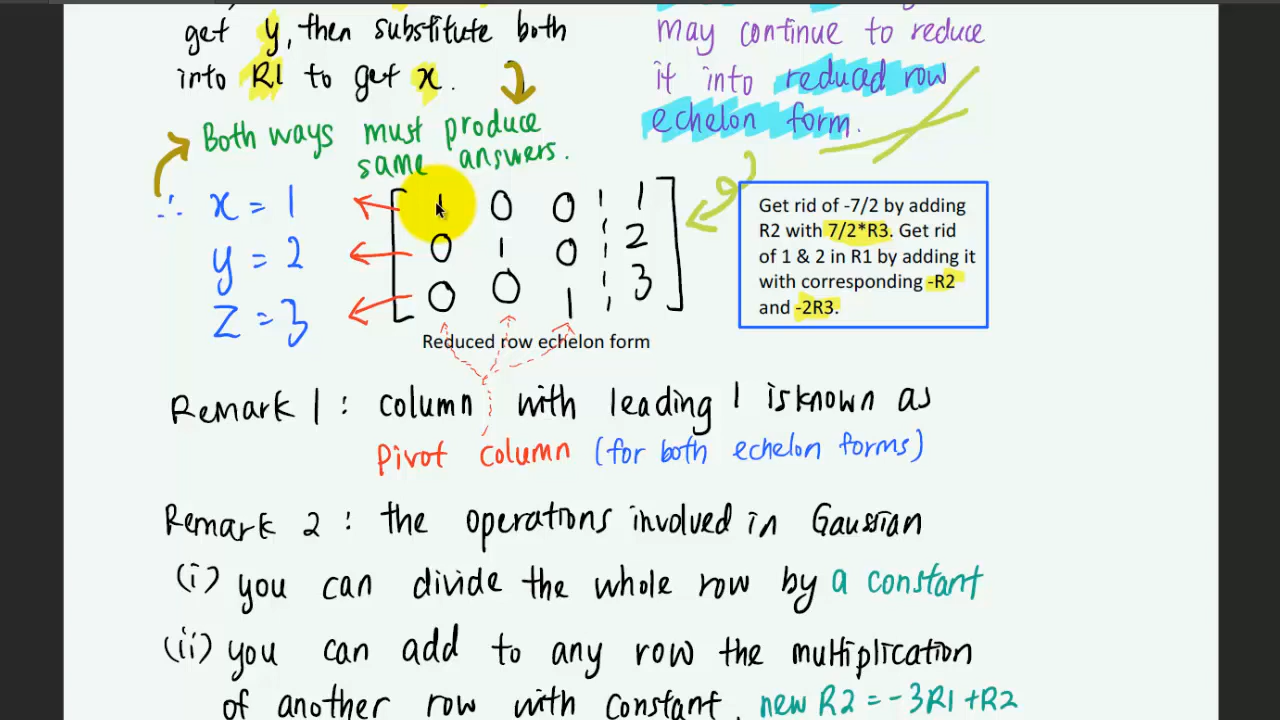 get y, then substitute both
into R1 to get x.
may continue to reduce
it into reduced row
echelon form.
Both ways must produce
same answers.
∴ x = 1
y = 2
z = 3
1 0 0 1
0 1 0 2
0 0 1 3
Reduced row echelon form
Get rid of -7/2 by adding
R2 with 7/2*R3. Get rid
of 1 & 2 in R1 by adding it
with corresponding -R2
and -2R3.
Remark 1 : column with leading 1 is known as
Pivot column (for both echelon forms)
Remark 2 : the operations involved in Gaussian
(i) you can divide the whole row by a constant
(ii) you can add to any row the multiplication
of another row with constant. new R2 = -3R1 + R2